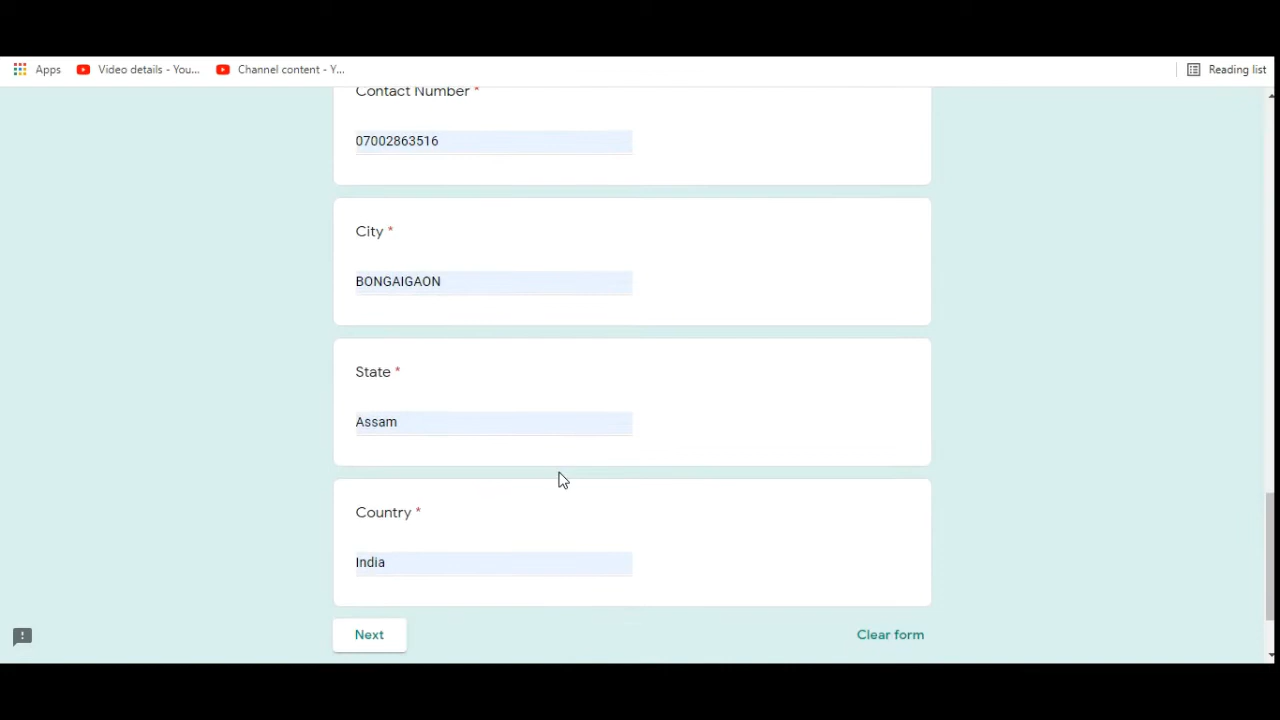 Apps Video details - You... Channel content - Y... Reading list
Contact Number *
07002863516
City *
BONGAIGAON
State *
Assam
Country *
India
Next Clear form